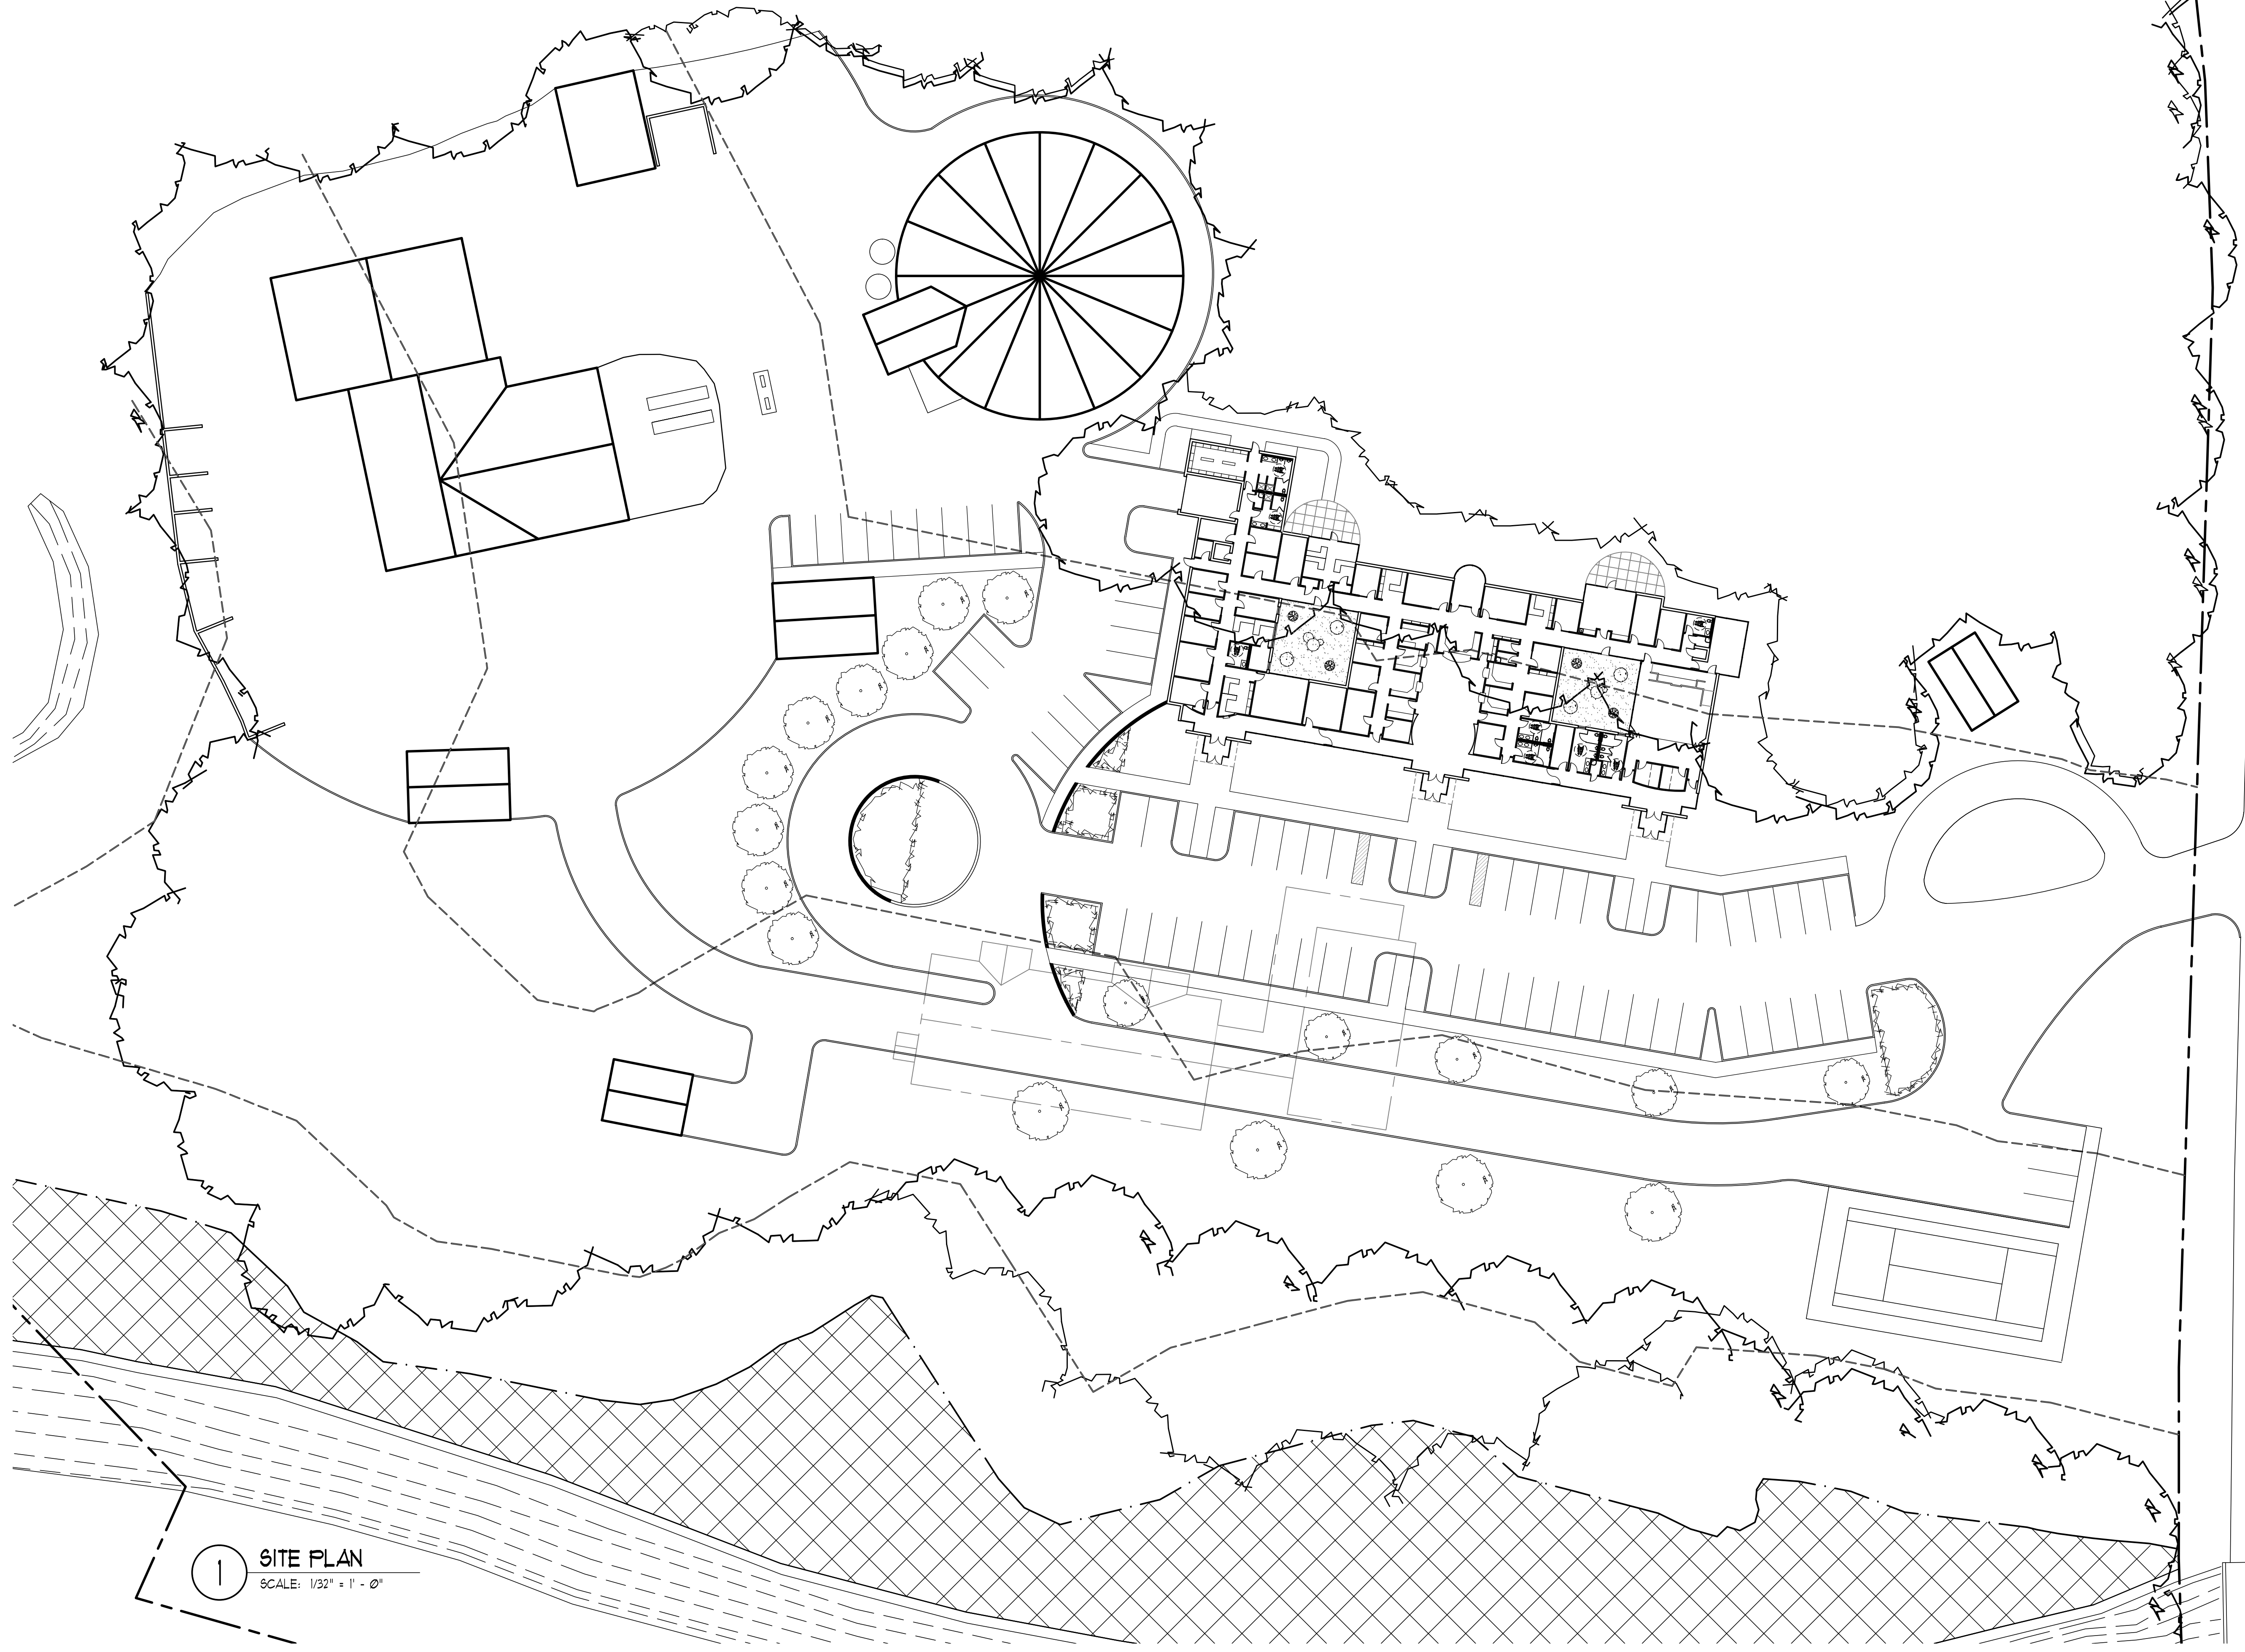 1
SITE PLAN
SCALE: 1/32" = 1' - 0"